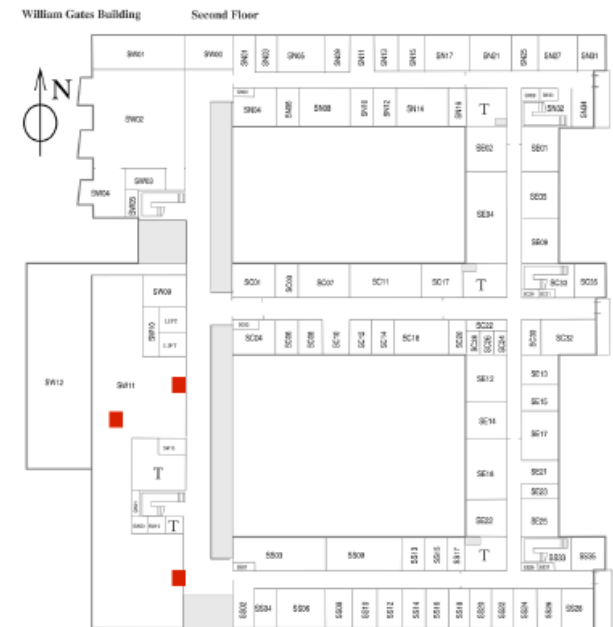 William Gates Building Second Floor
SW01 SW00 SN01 SN03 SN05 SN09 SN11 SN13 SN15 SN17 SN21 SN25 SN27 SN31
N
SN04 SN06 SN08 SN10 SN12 SN14 SN16 T SN32 SN34
SW02
SE02 SE01
SW03
SW04 SW05
SE04 SE05
SE09
SC01 SC03 SC07 SC11 SC17 T SC33 SC35
SW09
SW10 LIFT
LIFT
SC04 SC06 SC08 SC10 SC12 SC14 SC18 SC20 SC22 SC26 SC24 SC30 SC32
SW12 SW11
SE12 SE13
SE15
SE14 SE17
T
SE18 SE21
SE23
T
SE22 SE25
SS03 SS09 SS13 SS15 SS17 T SS33 SS35
SS02 SS04 SS06 SS08 SS10 SS12 SS14 SS16 SS18 SS20 SS22 SS24 SS26 SS28